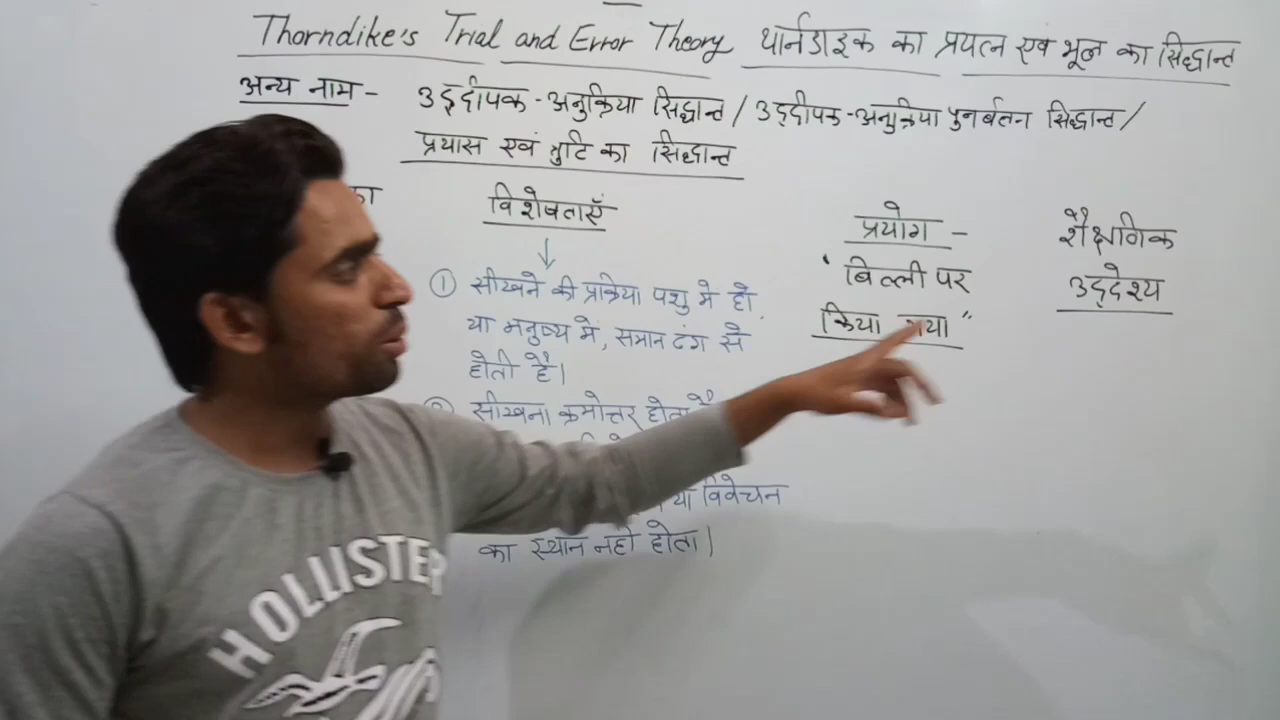 Thorndike's Trial and Error Theory थार्नडाइक का प्रयत्न एवं भूल का सिद्धान्त
अन्य नाम - उद्दीपक - अनुक्रिया सिद्धान्त / उद्दीपक - अनुक्रिया पुनर्बतन सिद्धान्त /
प्रयास एवं त्रुटि का सिद्धान्त
विशेषताएँ
① सीखने की प्रक्रिया पशु मे हो
या मनुष्य में, समान ढंग से
होती है।
सीखना क्रमोत्तर होता है
या विवेचन
का स्थान नहीं होता।
प्रयोग -
बिल्ली पर
किया गया"
शैक्षणिक
उद्देश्य
HOLLISTER